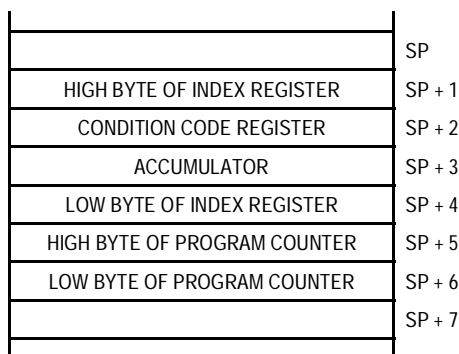 SP
HIGH BYTE OF INDEX REGISTER SP + 1
CONDITION CODE REGISTER SP + 2
ACCUMULATOR SP + 3
LOW BYTE OF INDEX REGISTER SP + 4
HIGH BYTE OF PROGRAM COUNTER SP + 5
LOW BYTE OF PROGRAM COUNTER SP + 6
SP + 7